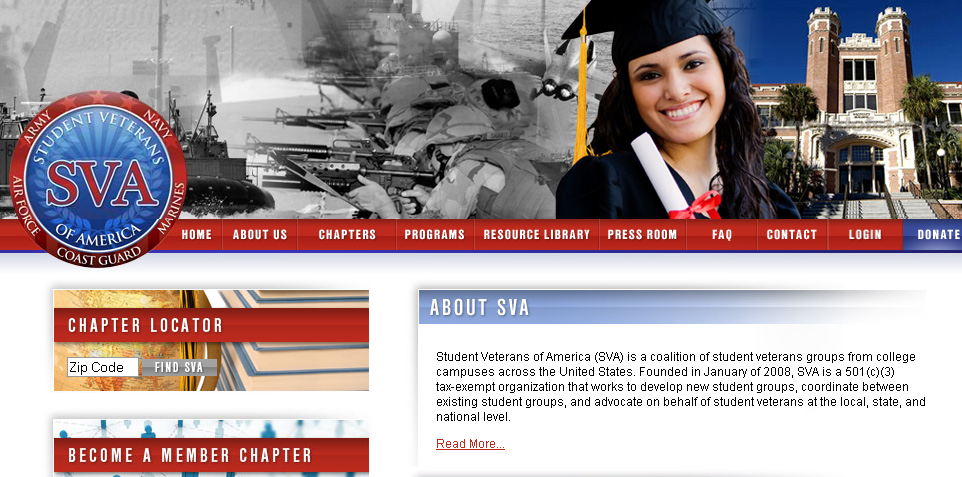 ARMY
NAVY
AIR FORCE
MARINES
COAST GUARD
STUDENT VETERANS
SVA
OF AMERICA
HOME ABOUT US CHAPTERS PROGRAMS RESOURCE LIBRARY PRESS ROOM FAQ CONTACT LOGIN DONATE
CHAPTER LOCATOR
Zip Code FIND SVA
BECOME A MEMBER CHAPTER
ABOUT SVA
Student Veterans of America (SVA) is a coalition of student veterans groups from college
campuses across the United States. Founded in January of 2008, SVA is a 501(c)(3)
tax-exempt organization that works to develop new student groups, coordinate between
existing student groups, and advocate on behalf of student veterans at the local, state, and
national level.
Read More...